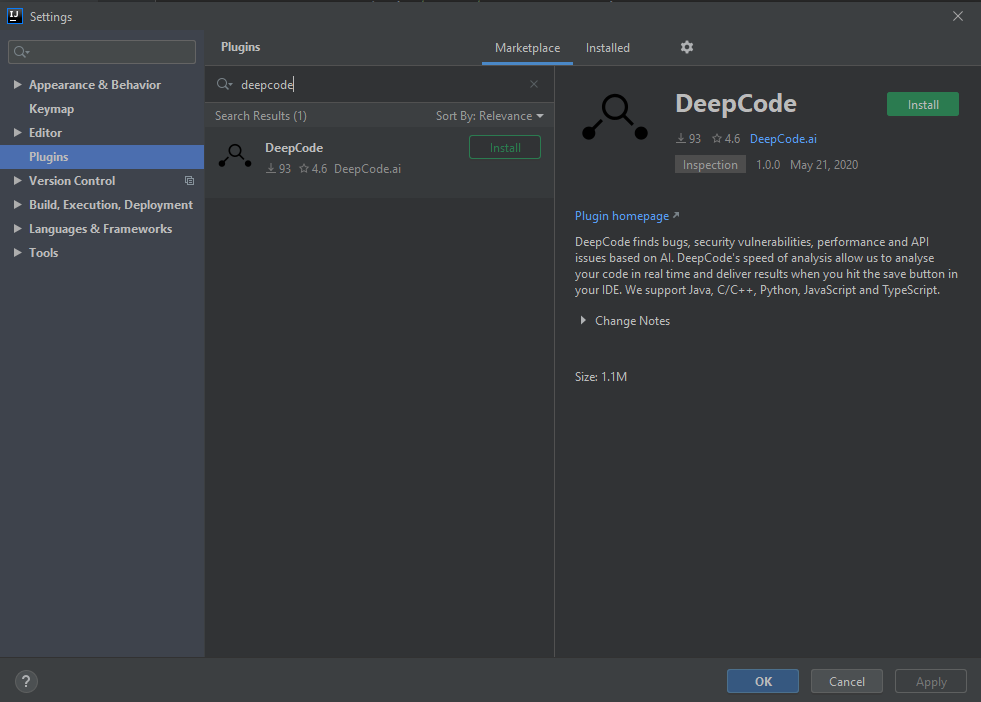 Settings
Plugins
Marketplace
Installed
Appearance & Behavior
Keymap
Editor
Plugins
Version Control
Build, Execution, Deployment
Languages & Frameworks
Tools
deepcode
Search Results (1)
Sort By: Relevance
DeepCode
Install
93 4.6 DeepCode.ai
DeepCode
Install
93 4.6 DeepCode.ai
Inspection 1.0.0 May 21, 2020
Plugin homepage
DeepCode finds bugs, security vulnerabilities, performance and API
issues based on AI. DeepCode's speed of analysis allow us to analyse
your code in real time and deliver results when you hit the save button in
your IDE. We support Java, C/C++, Python, JavaScript and TypeScript.
Change Notes
Size: 1.1M
?
OK
Cancel
Apply